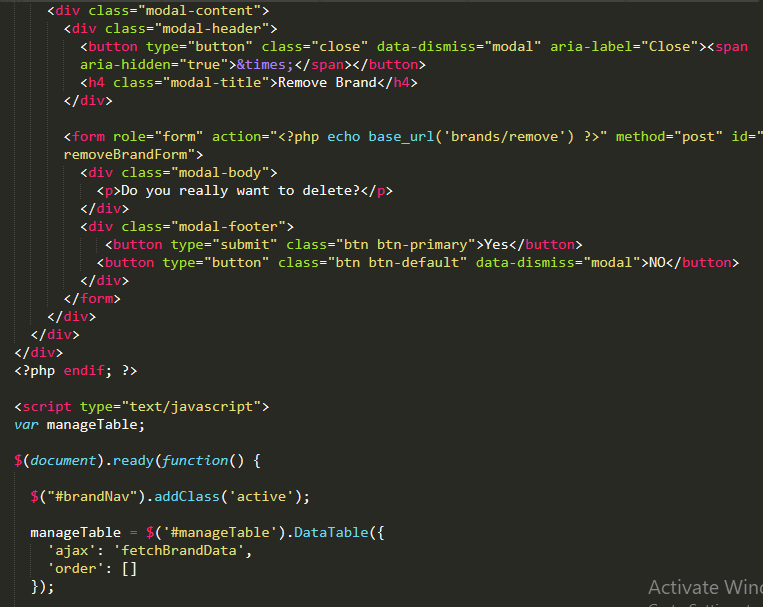 <div class="modal-content">
<div class="modal-header">
<button type="button" class="close" data-dismiss="modal" aria-label="Close"><span
aria-hidden="true">&times;</span></button>
<h4 class="modal-title">Remove Brand</h4>
</div>
<form role="form" action="<?php echo base_url('brands/remove') ?>" method="post" id="
removeBrandForm">
<div class="modal-body">
<p>Do you really want to delete?</p>
</div>
<div class="modal-footer">
<button type="submit" class="btn btn-primary">Yes</button>
<button type="button" class="btn btn-default" data-dismiss="modal">NO</button>
</div>
</form>
</div>
</div>
</div>
<?php endif; ?>
<script type="text/javascript">
var manageTable;
$(document).ready(function() {
$("#brandNav").addClass('active');
manageTable = $('#manageTable').DataTable({
'ajax': 'fetchBrandData',
'order': []
});
Activate Win